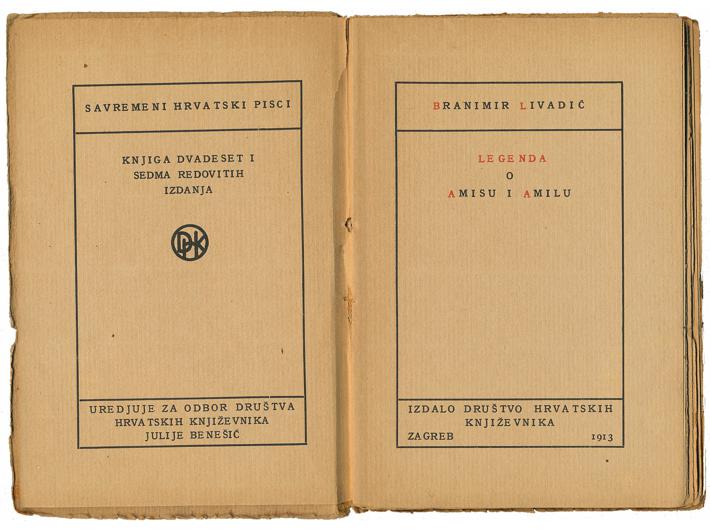 SAVREMENI HRVATSKI PISCI
KNJIGA DVADESET I
SEDMA REDOVITIH
IZDANJA
DHK
UREDJUJE ZA ODBOR DRUŠTVA
HRVATSKIH KNJIŽEVNIKA
JULIJE BENEŠIĆ
BRANIMIR LIVADIĆ
LEGENDA
O
AMISU I AMILU
IZDALO DRUŠTVO HRVATSKIH
KNJIŽEVNIKA
ZAGREB 1913